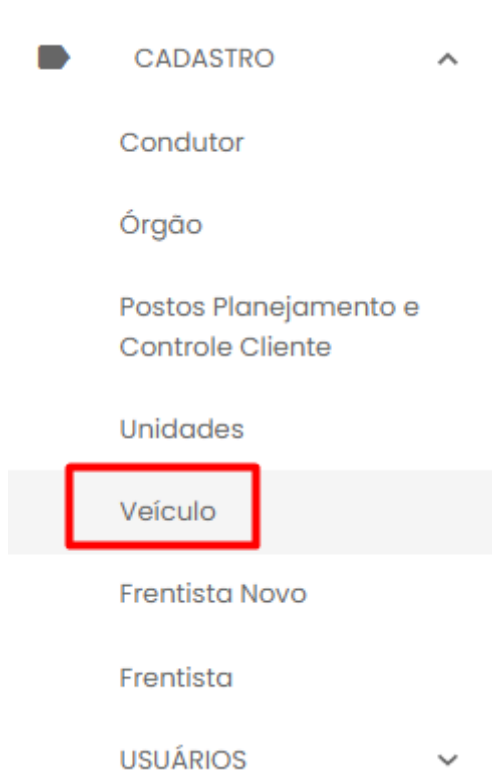 CADASTRO
Condutor
Órgão
Postos Planejamento e
Controle Cliente
Unidades
Veículo
Frentista Novo
Frentista
USUÁRIOS